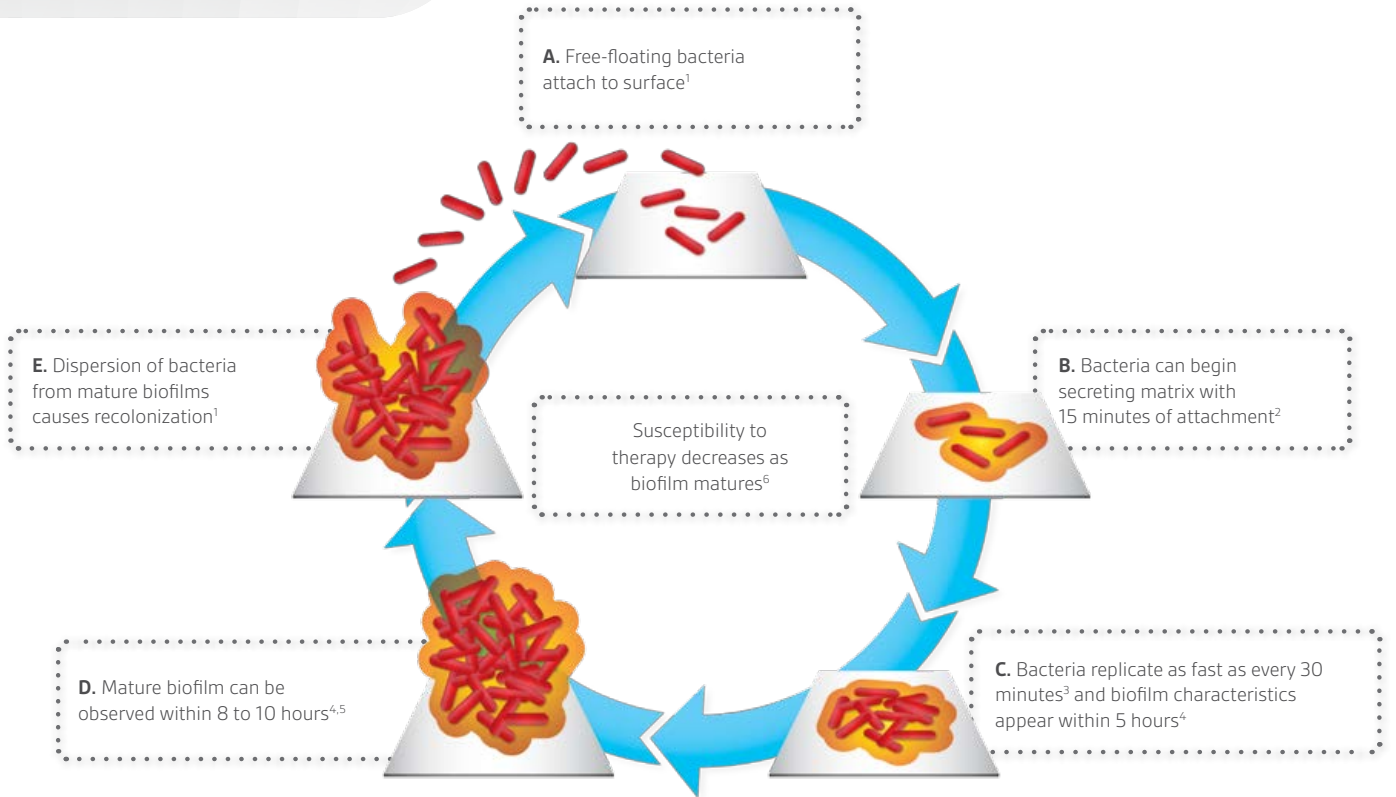 A. Free-floating bacteria
attach to surface1
B. Bacteria can begin
secreting matrix with
15 minutes of attachment2
C. Bacteria replicate as fast as every 30
minutes3 and biofilm characteristics
appear within 5 hours4
D. Mature biofilm can be
observed within 8 to 10 hours4,5
E. Dispersion of bacteria
from mature biofilms
causes recolonization1
Susceptibility to
therapy decreases as
biofilm matures6